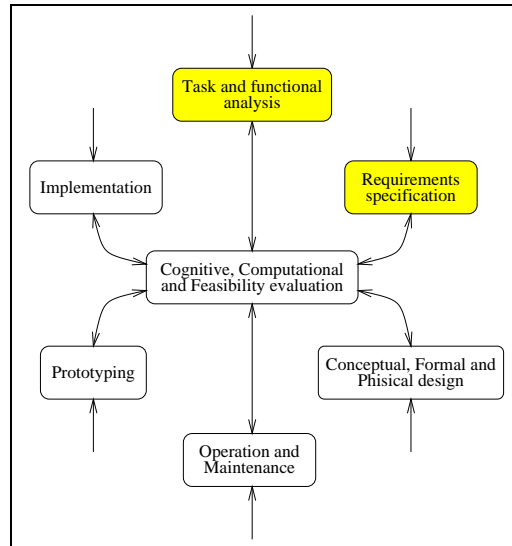 Task and functional
analysis
Implementation
Requirements
specification
Cognitive, Computational
and Feasibility evaluation
Prototyping
Conceptual, Formal and
Phisical design
Operation and
Maintenance